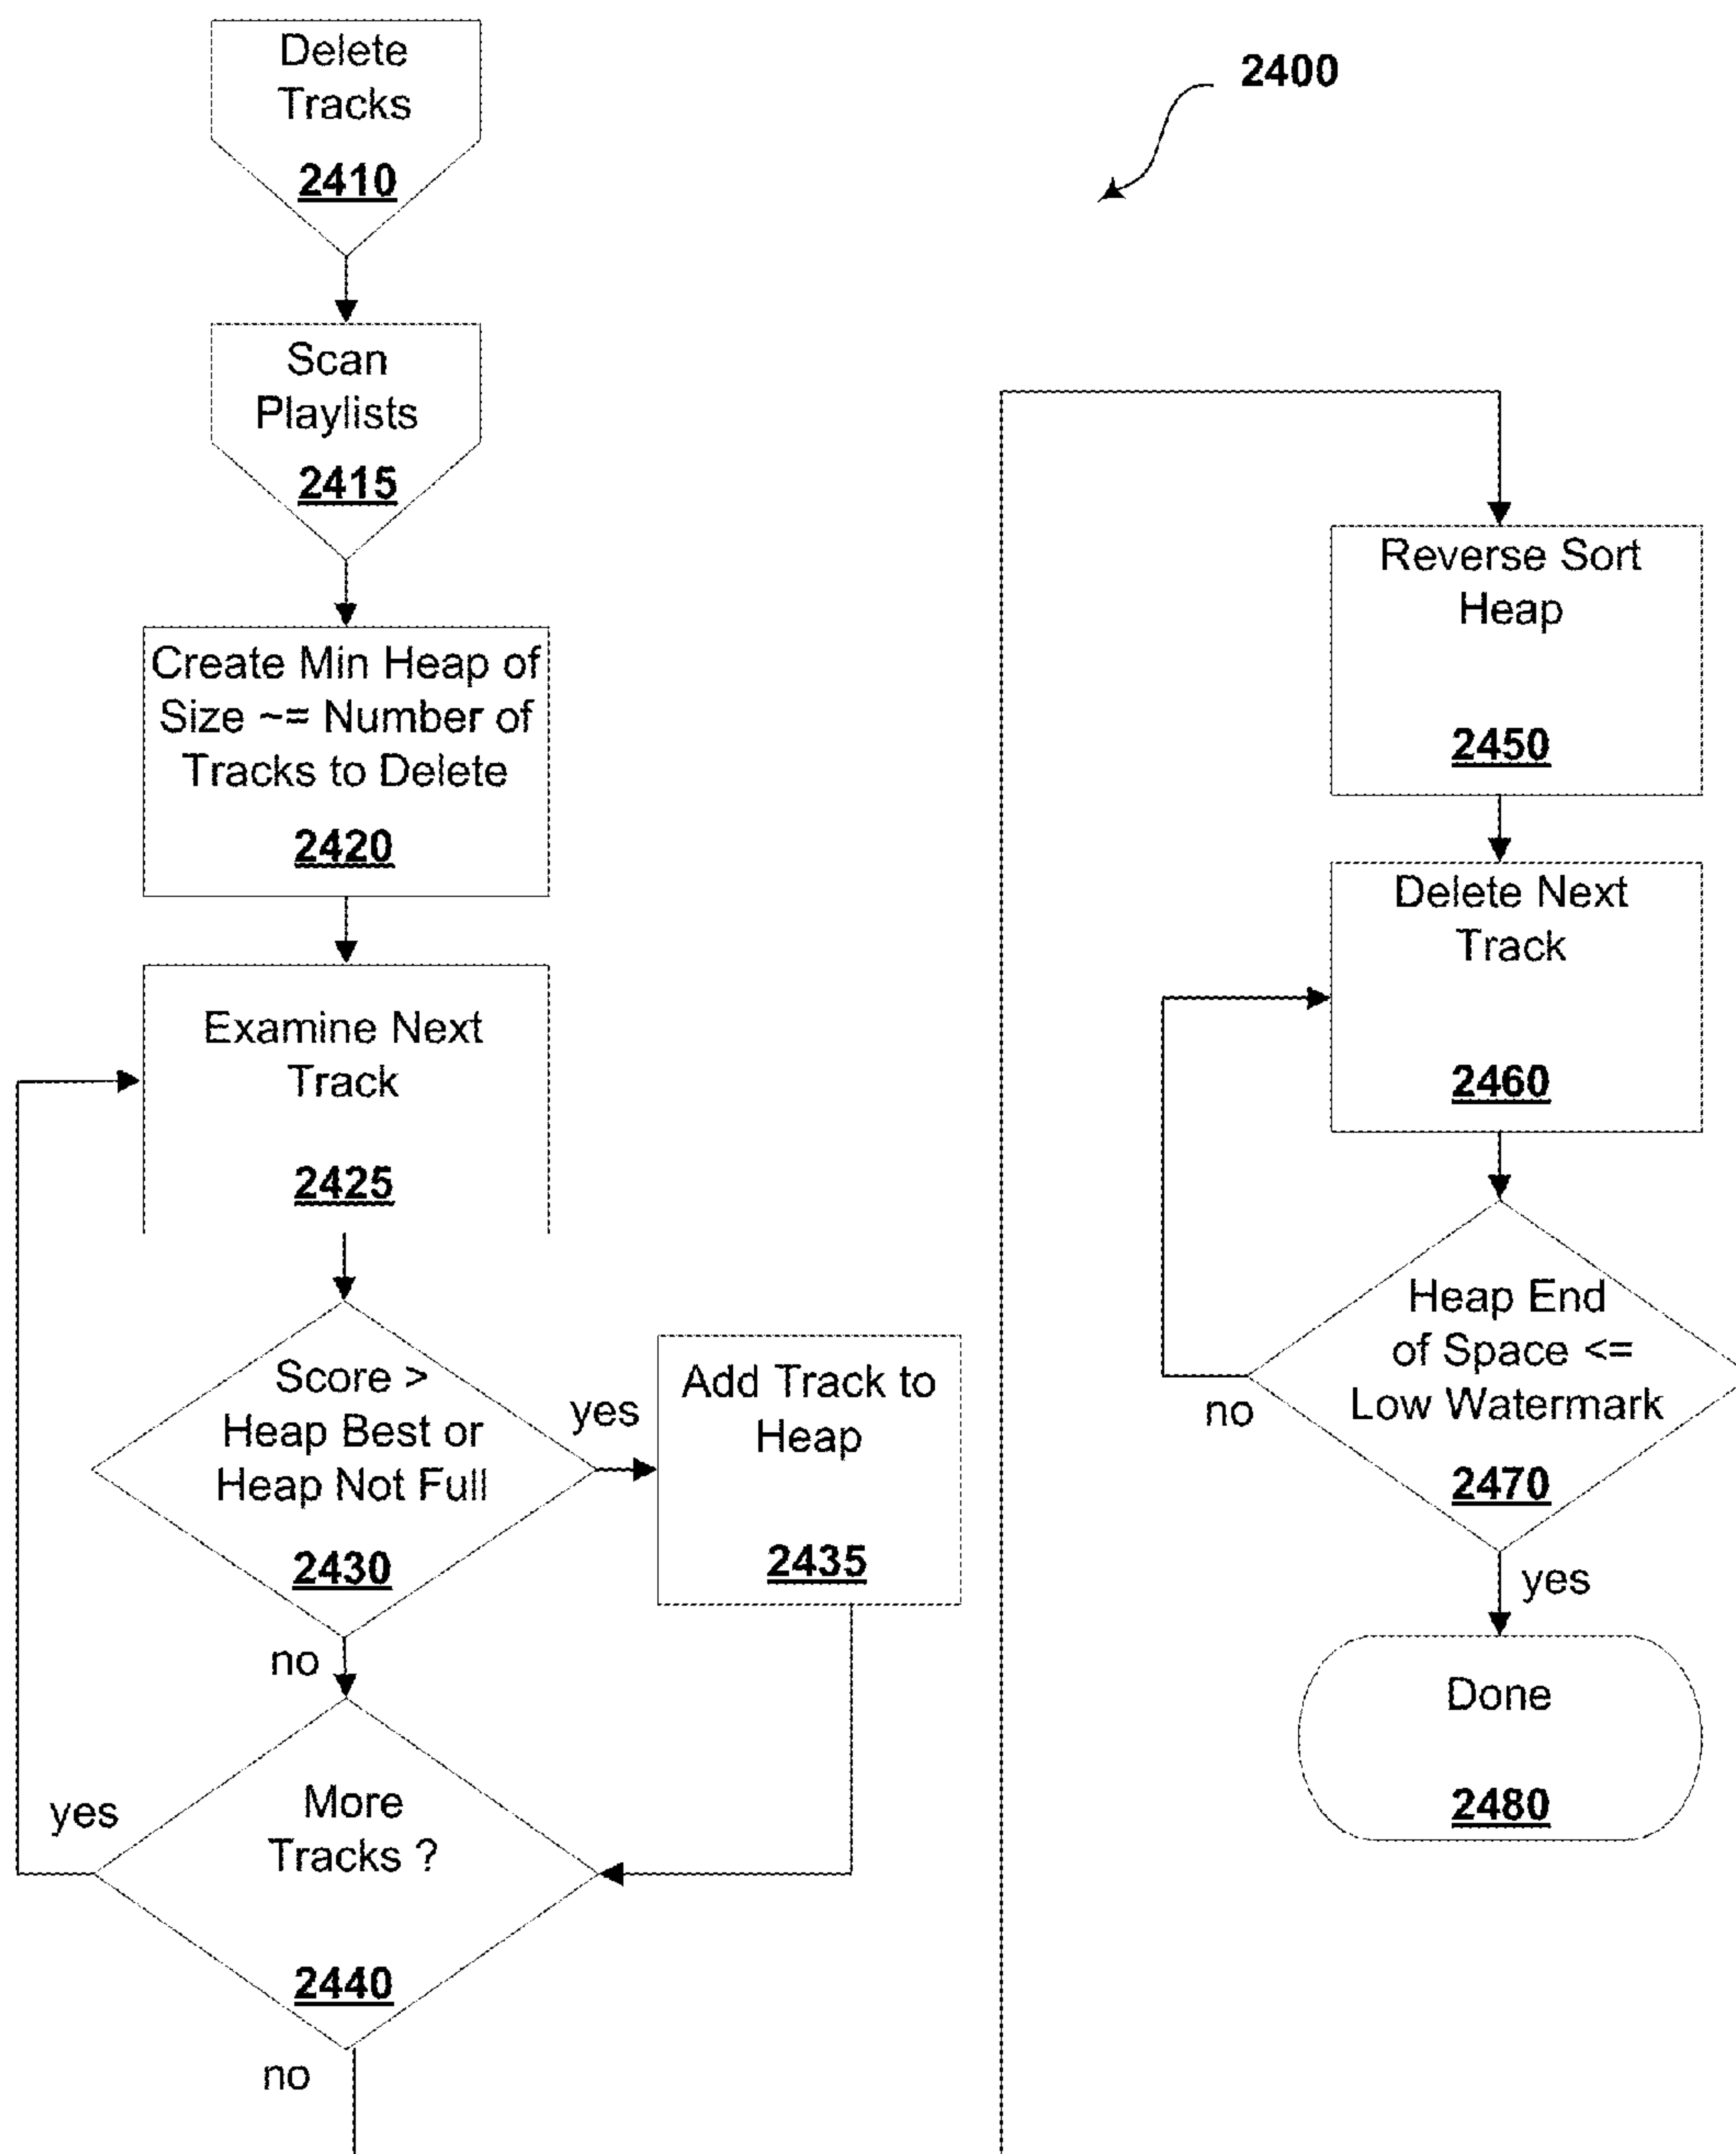 Delete
Tracks
2410
2400
Scan
Playlists
2415
Create Min Heap of
Size ~= Number of
Tracks to Delete
2420
Examine Next
Track
2425
Score >
Heap Best or
Heap Not Full
2430
yes
Add Track to
Heap
2435
no
More
Tracks ?
2440
yes
no
Reverse Sort
Heap
2450
Delete Next
Track
2460
Heap End
of Space <=
Low Watermark
2470
no
yes
Done
2480